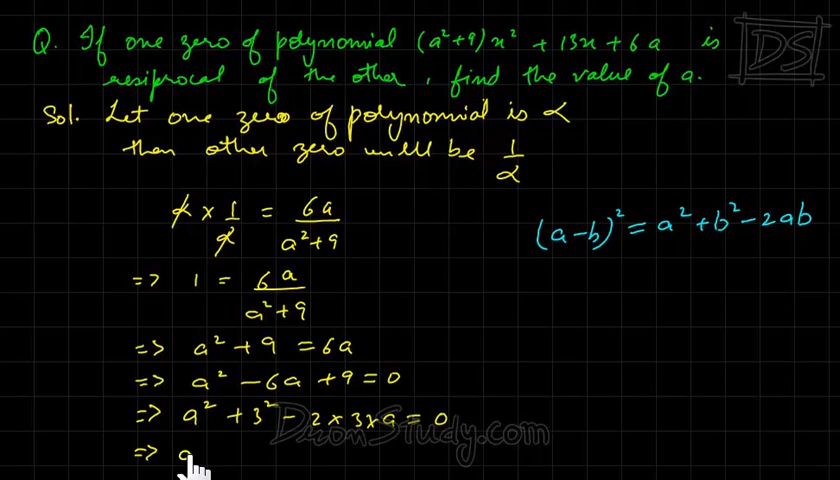 Q. If one zero of polynomial (a²+9)x² + 13x + 6a is
resiprocal of the other, find the value of a.
DS
Sol. Let one zero of polynomial is α
then other zero will be 1/α
α × 1/α = 6a/(a²+9)
(a-b)² = a² + b² - 2ab
=> 1 = 6a/(a²+9)
=> a² + 9 = 6a
=> a² - 6a + 9 = 0
=> a² + 3² - 2×3×a = 0
DronStudy.com
=> a